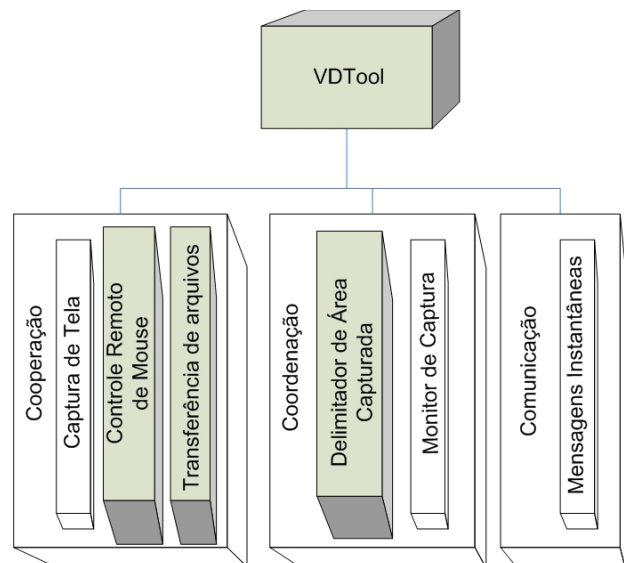 VDTool
Cooperação
Captura de Tela
Controle Remoto
de Mouse
Transferência de arquivos
Coordenação
Delimitador de Área
Capturada
Monitor de Captura
Comunicação
Mensagens Instantâneas